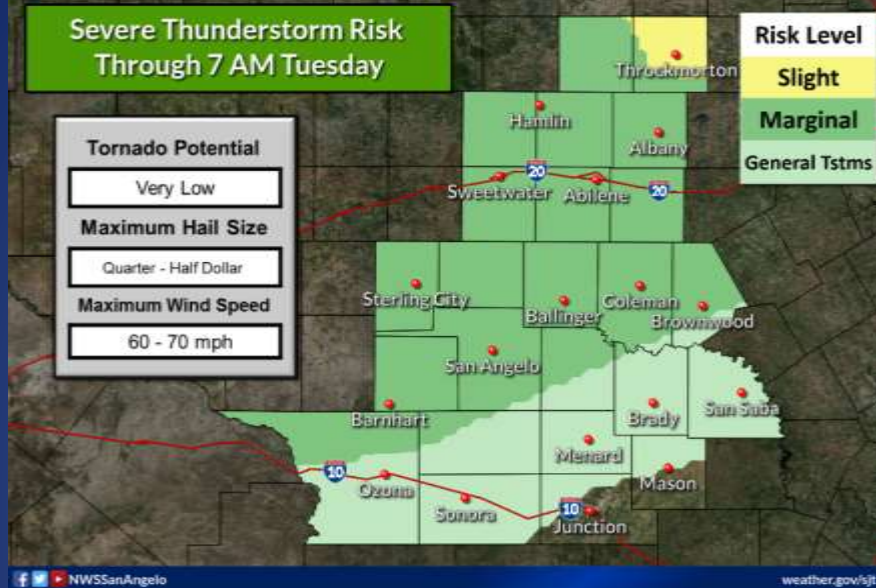 Severe Thunderstorm Risk
Through 7 AM Tuesday
Risk Level
Slight
Marginal
General Tstms
Tornado Potential
Very Low
Maximum Hail Size
Quarter - Half Dollar
Maximum Wind Speed
60 - 70 mph
Throckmorton
Hamlin
Albany
20
Sweetwater
Abilene
20
Sterling City
Ballinger
Coleman
Brownwood
San Angelo
Barnhart
Brady
San Saba
Menard
10
Ozona
Mason
Sonora
10
Junction
NWSSanAngelo
weather.gov/sjt